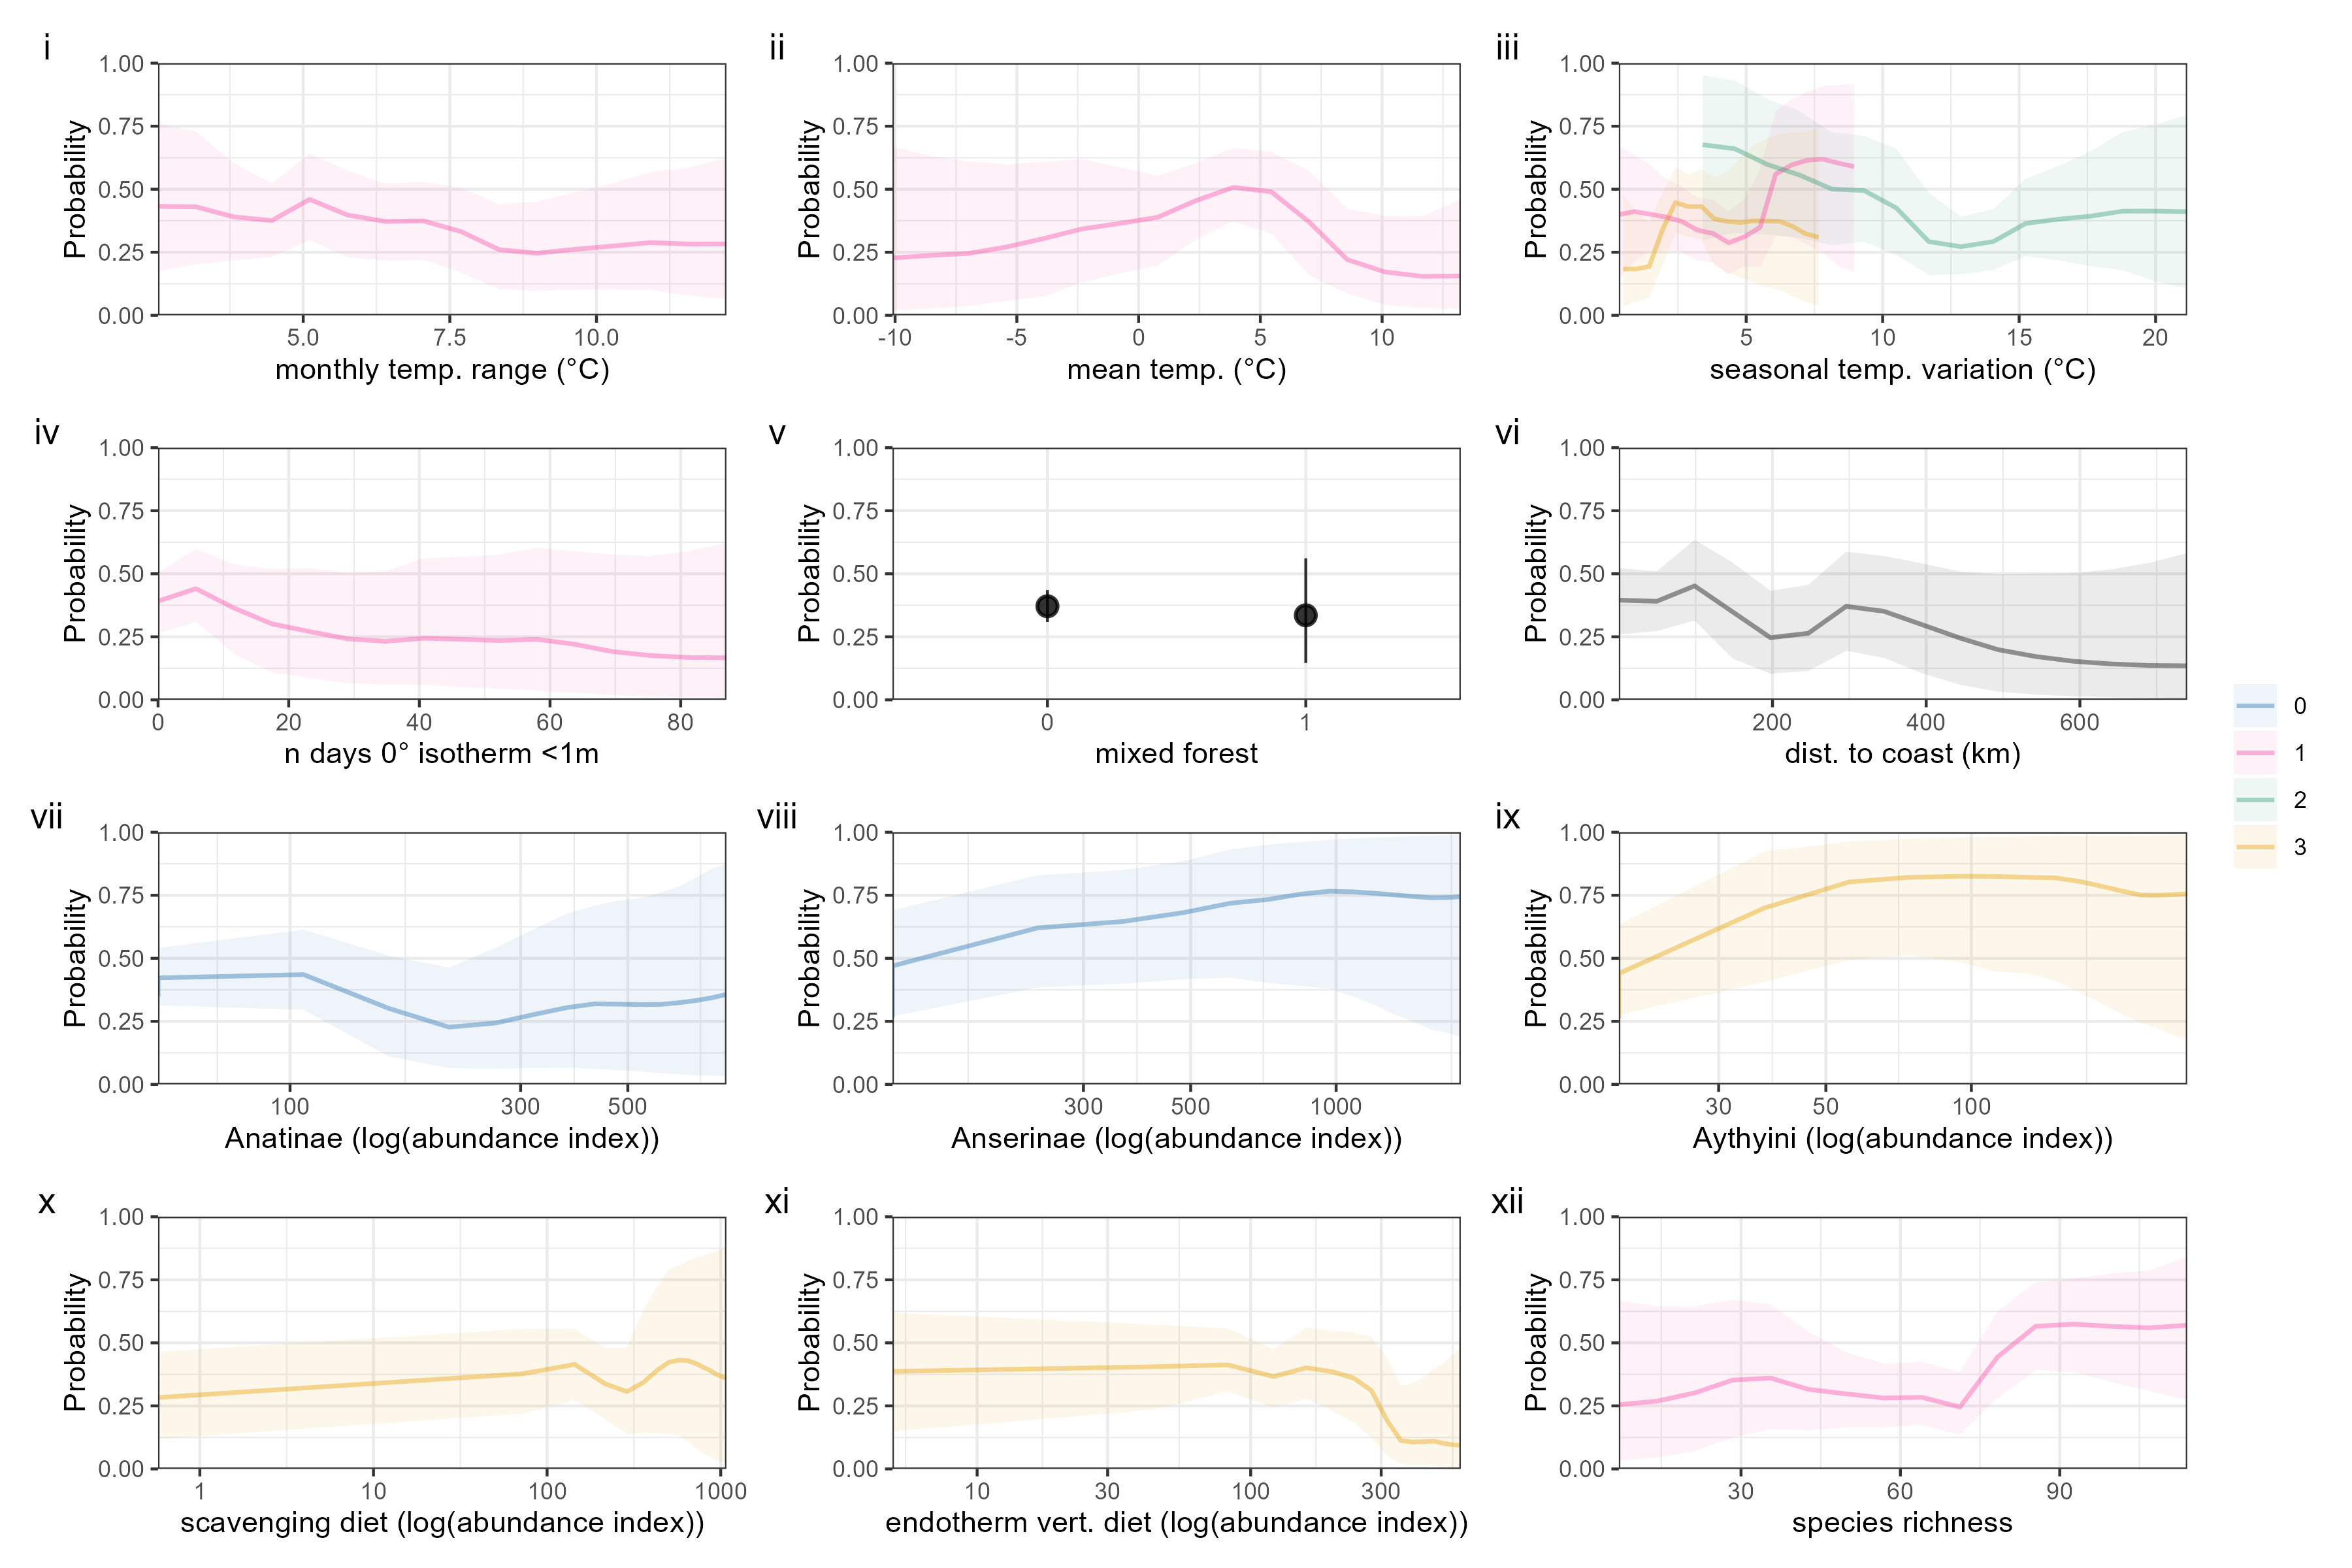 i
1.00
0.75
0.50
0.25
0.00
Probability
5.0 7.5 10.0
monthly temp. range (°C)
ii
1.00
0.75
0.50
0.25
0.00
Probability
-10 -5 0 5 10
mean temp. (°C)
iii
1.00
0.75
0.50
0.25
0.00
Probability
5 10 15 20
seasonal temp. variation (°C)
iv
1.00
0.75
0.50
0.25
0.00
Probability
0 20 40 60 80
n days 0° isotherm <1m
v
1.00
0.75
0.50
0.25
0.00
Probability
0 1
mixed forest
vi
1.00
0.75
0.50
0.25
0.00
Probability
200 400 600
dist. to coast (km)
0
1
2
3
vii
1.00
0.75
0.50
0.25
0.00
Probability
100 300 500
Anatinae (log(abundance index))
viii
1.00
0.75
0.50
0.25
0.00
Probability
300 500 1000
Anserinae (log(abundance index))
ix
1.00
0.75
0.50
0.25
0.00
Probability
30 50 100
Aythyini (log(abundance index))
x
1.00
0.75
0.50
0.25
0.00
Probability
1 10 100 1000
scavenging diet (log(abundance index))
xi
1.00
0.75
0.50
0.25
0.00
Probability
10 30 100 300
endotherm vert. diet (log(abundance index))
xii
1.00
0.75
0.50
0.25
0.00
Probability
30 60 90
species richness